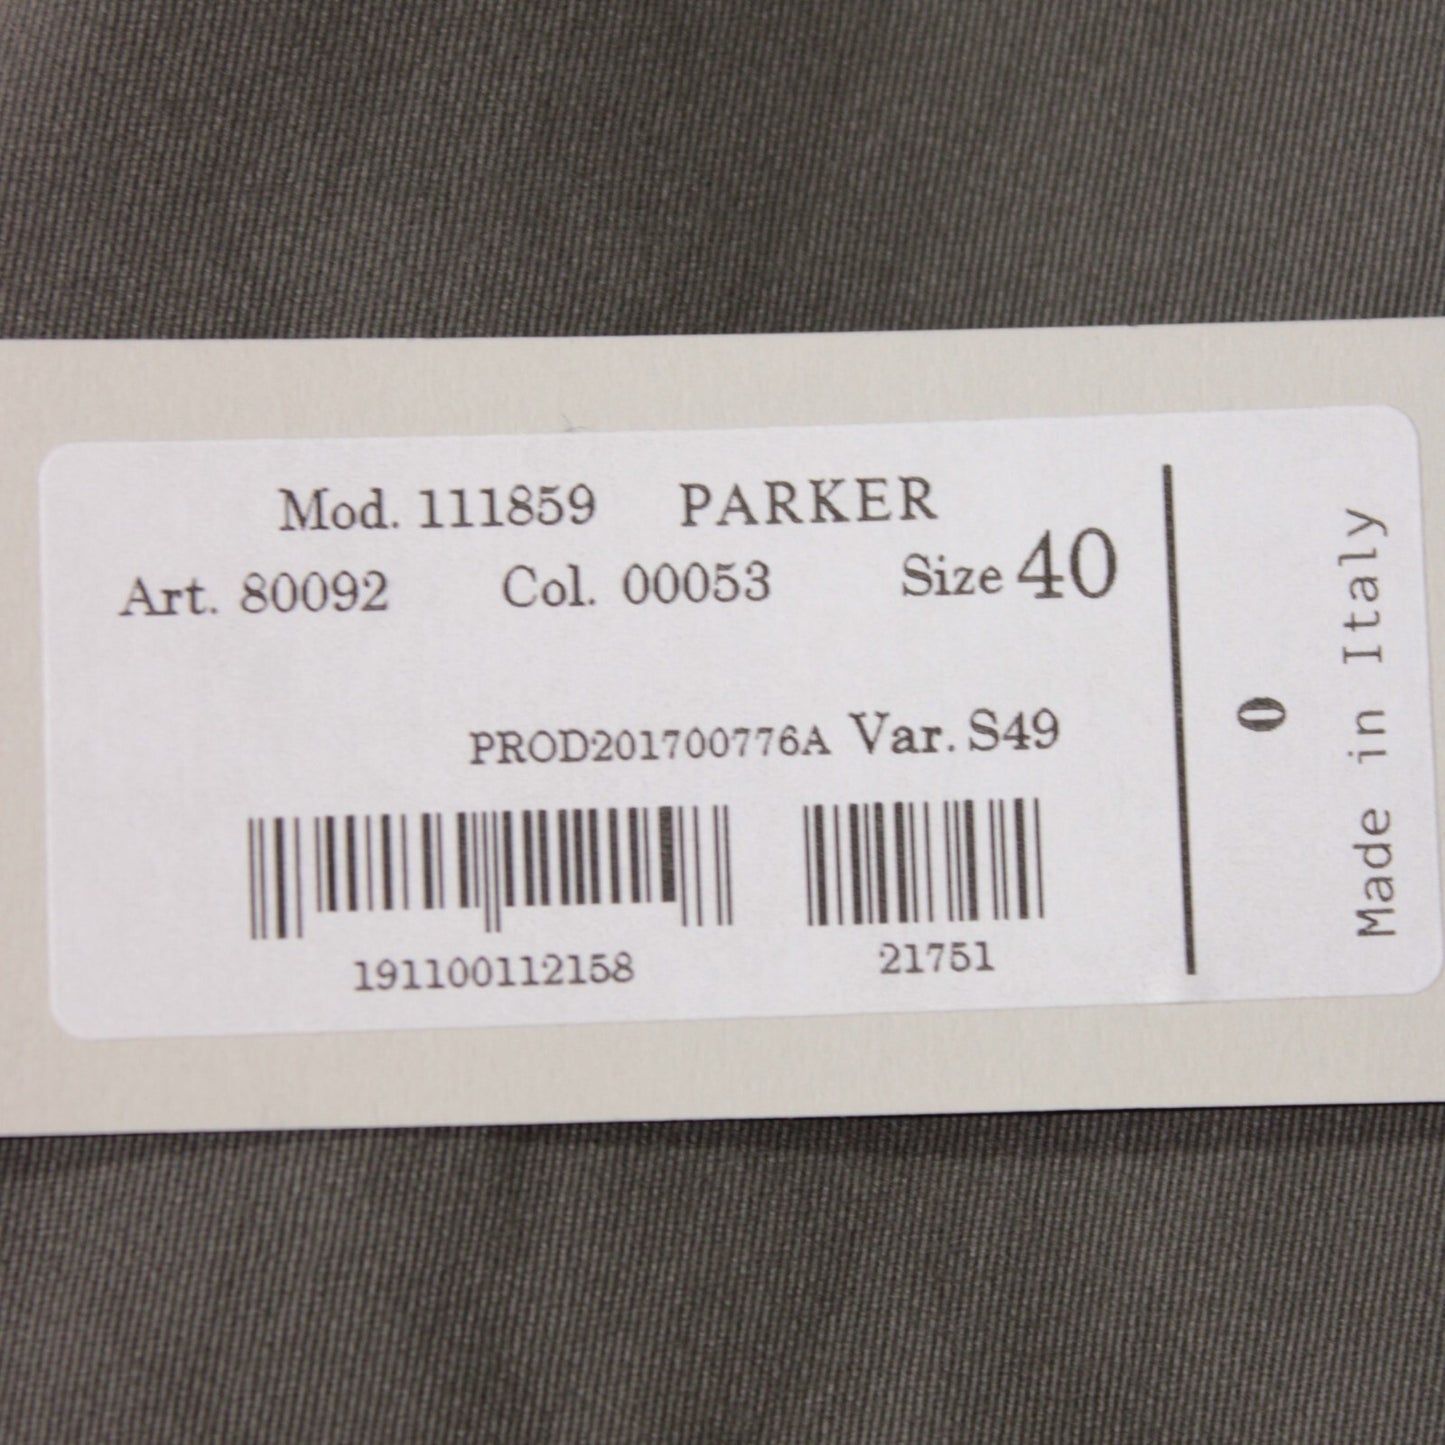 Mod. 111859 PARKER
Art. 80092 Col. 00053 Size 40
PROD201700776A Var. S49
191100112158 21751
0
Made in Italy